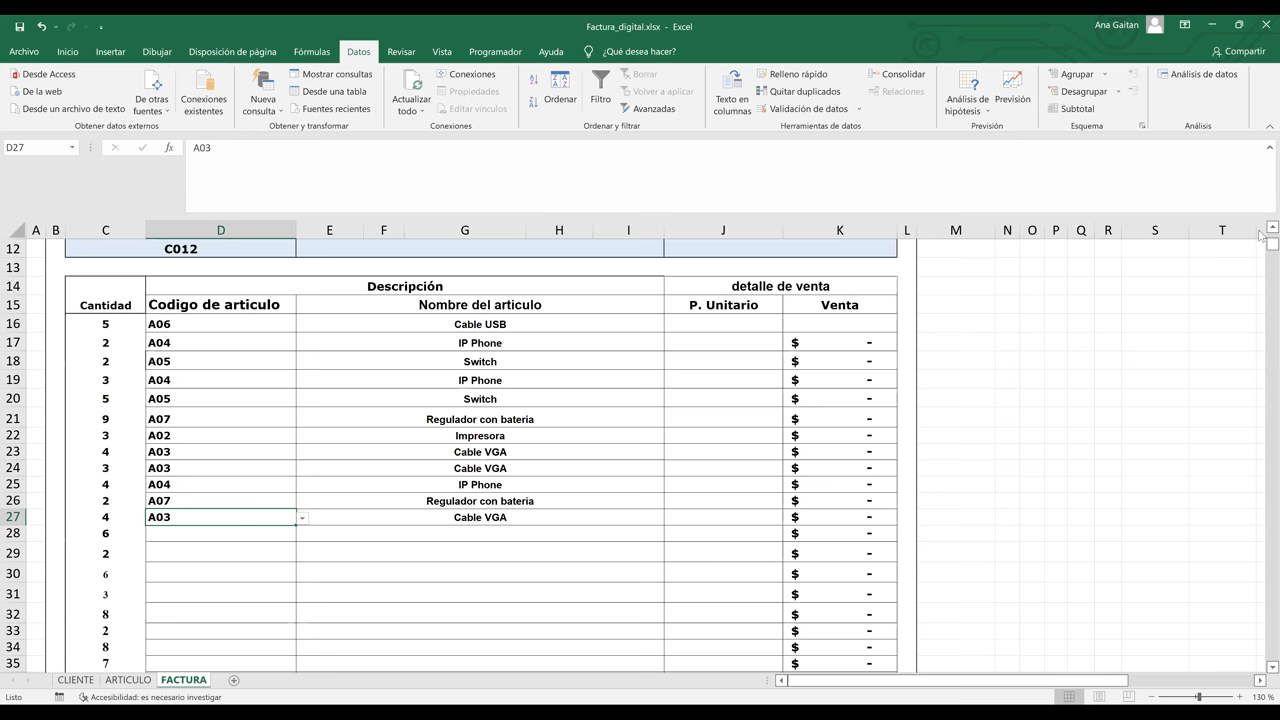 Factura_digital.xlsx - Excel
Ana Gaitan
Archivo Inicio Insertar Dibujar Disposición de página Fórmulas Datos Revisar Vista Programador Ayuda ¿Qué desea hacer? Compartir
Desde Access
De la web
Desde un archivo de texto
De otras fuentes
Conexiones existentes
Obtener datos externos
Nueva consulta
Mostrar consultas
Desde una tabla
Fuentes recientes
Obtener y transformar
Actualizar todo
Conexiones
Propiedades
Editar vínculos
Conexiones
Ordenar
Filtro
Borrar
Volver a aplicar
Avanzadas
Ordenar y filtrar
Texto en columnas
Relleno rápido
Quitar duplicados
Validación de datos
Consolidar
Relaciones
Herramientas de datos
Análisis de hipótesis
Previsión
Previsión
Agrupar
Desagrupar
Subtotal
Esquema
Análisis de datos
Análisis
D27 fx A03
A B C D E F G H I J K L M N O P Q R S T
12 C012
13
14 Descripción detalle de venta
15 Cantidad Codigo de articulo Nombre del articulo P. Unitario Venta
16 5 A06 Cable USB
17 2 A04 IP Phone $ -
18 2 A05 Switch $ -
19 3 A04 IP Phone $ -
20 5 A05 Switch $ -
21 9 A07 Regulador con bateria $ -
22 3 A02 Impresora $ -
23 4 A03 Cable VGA $ -
24 3 A03 Cable VGA $ -
25 4 A04 IP Phone $ -
26 2 A07 Regulador con bateria $ -
27 4 A03 Cable VGA $ -
28 6 $ -
29 2 $ -
30 6 $ -
31 3 $ -
32 8 $ -
33 2 $ -
34 8 $ -
35 7 $ -
CLIENTE ARTICULO FACTURA
Listo Accesibilidad: es necesario investigar 130 %